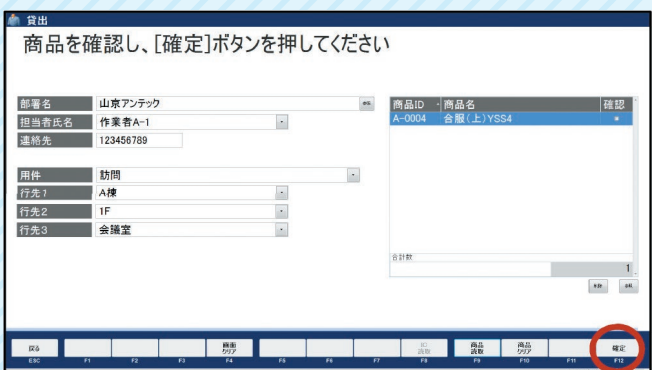 貸出
商品を確認し、[確定]ボタンを押してください
部署名 山京アンテック
担当者氏名 作業者A-1
連絡先 123456789
用件 訪問
行先1 A棟
行先2 1F
行先3 会議室
商品ID 商品名 確認
A-0004 合服(上)YSS4
合計数
1
戻る 画面クリア 商品読取 商品クリア 確定
ESC F1 F2 F3 F4 F5 F6 F7 F8 F9 F10 F11 F12